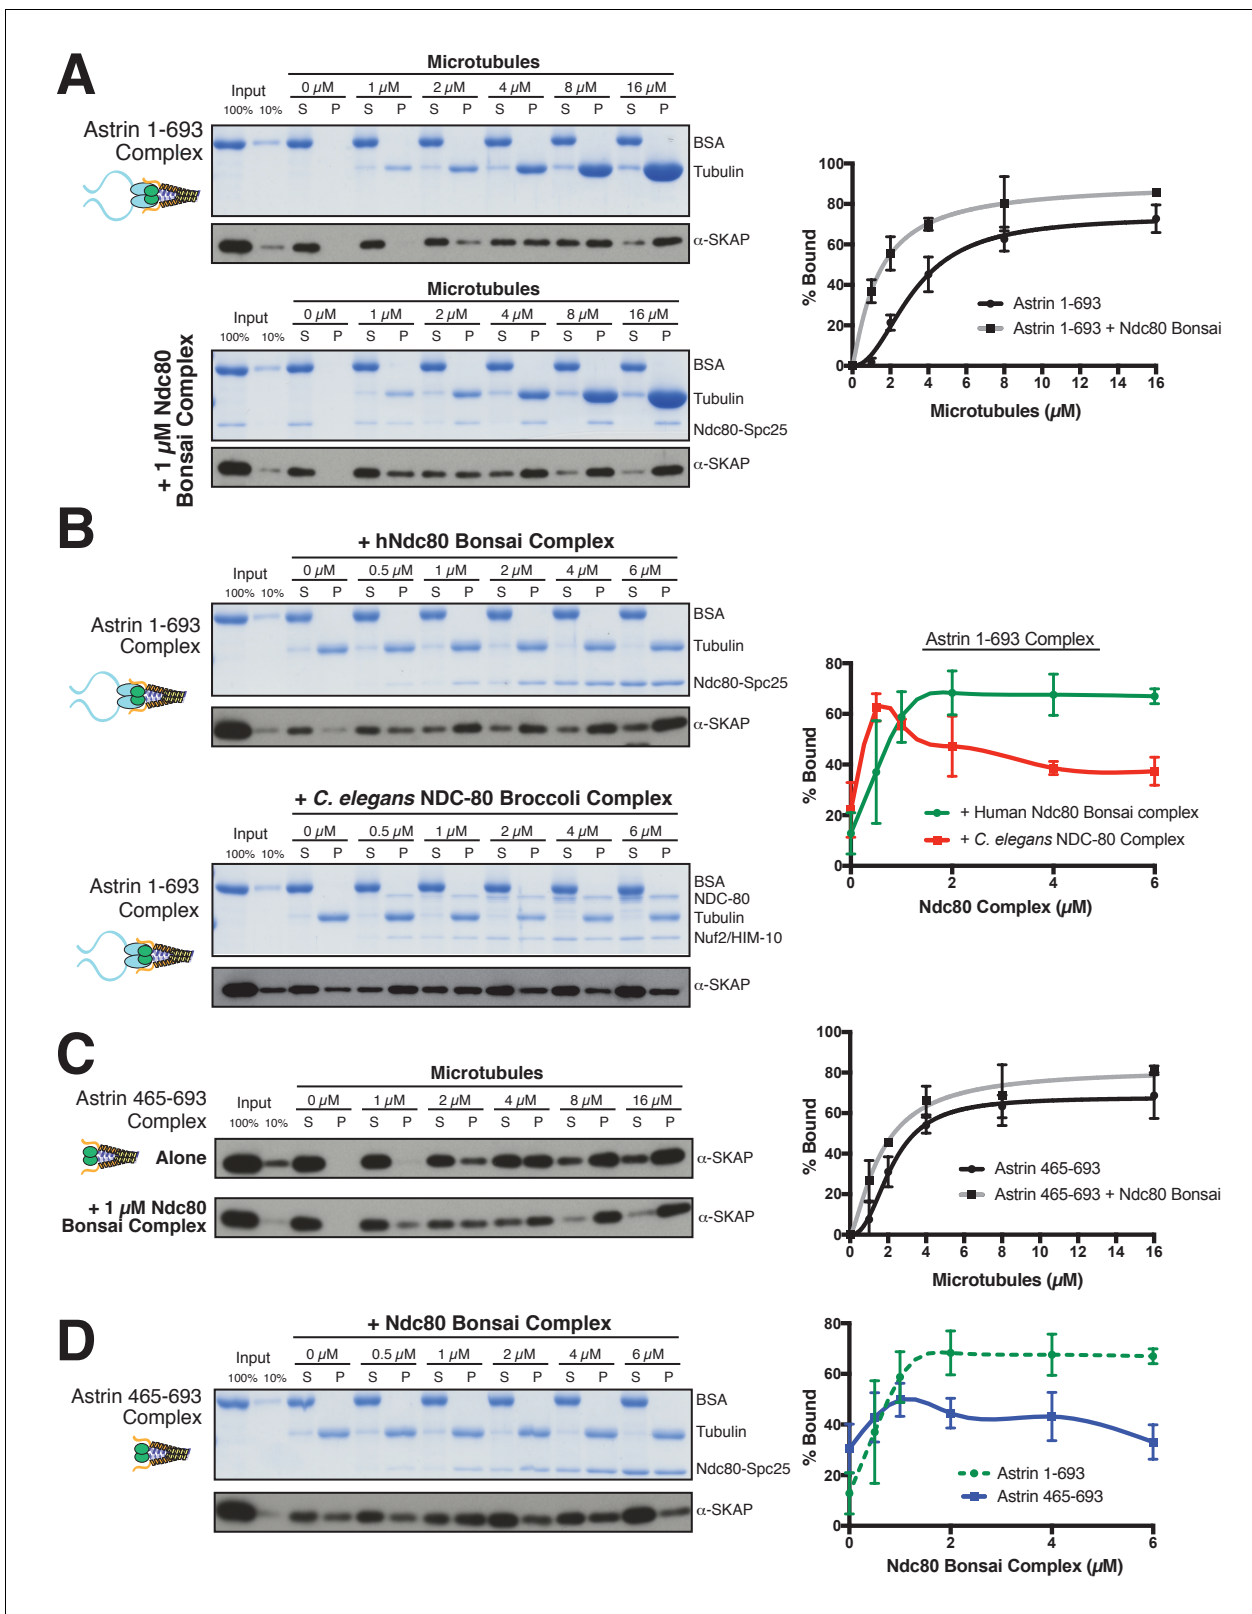 A
Microtubules
Input
0 µM 1 µM 2 µM 4 µM 8 µM 16 µM
100% 10% S P S P S P S P S P S P
Astrin 1-693
Complex
BSA
Tubulin
α-SKAP
100
80
60
40
20
0
% Bound
0 2 4 6 8 10 12 14 16
Microtubules (µM)
Astrin 1-693
Astrin 1-693 + Ndc80 Bonsai
+ 1 µM Ndc80
Bonsai Complex
Microtubules
Input
0 µM 1 µM 2 µM 4 µM 8 µM 16 µM
100% 10% S P S P S P S P S P S P
BSA
Tubulin
Ndc80-Spc25
α-SKAP
B
+ hNdc80 Bonsai Complex
Input
0 µM 0.5 µM 1 µM 2 µM 4 µM 6 µM
100% 10% S P S P S P S P S P S P
Astrin 1-693
Complex
BSA
Tubulin
Ndc80-Spc25
α-SKAP
+ C. elegans NDC-80 Broccoli Complex
Input
0 µM 0.5 µM 1 µM 2 µM 4 µM 6 µM
100% 10% S P S P S P S P S P S P
Astrin 1-693
Complex
BSA
NDC-80
Tubulin
Nuf2/HIM-10
α-SKAP
Astrin 1-693 Complex
80
60
40
20
0
% Bound
0 2 4 6
Ndc80 Complex (µM)
+ Human Ndc80 Bonsai complex
+ C. elegans NDC-80 Complex
C
Microtubules
Astrin 465-693
Complex
Input
0 µM 1 µM 2 µM 4 µM 8 µM 16 µM
100% 10% S P S P S P S P S P S P
Alone
α-SKAP
+ 1 µM Ndc80
Bonsai Complex
α-SKAP
100
80
60
40
20
0
% Bound
0 2 4 6 8 10 12 14 16
Microtubules (µM)
Astrin 465-693
Astrin 465-693 + Ndc80 Bonsai
D
+ Ndc80 Bonsai Complex
Input
0 µM 0.5 µM 1 µM 2 µM 4 µM 6 µM
100% 10% S P S P S P S P S P S P
Astrin 465-693
Complex
BSA
Tubulin
Ndc80-Spc25
α-SKAP
80
60
40
20
0
% Bound
0 2 4 6
Ndc80 Bonsai Complex (µM)
Astrin 1-693
Astrin 465-693